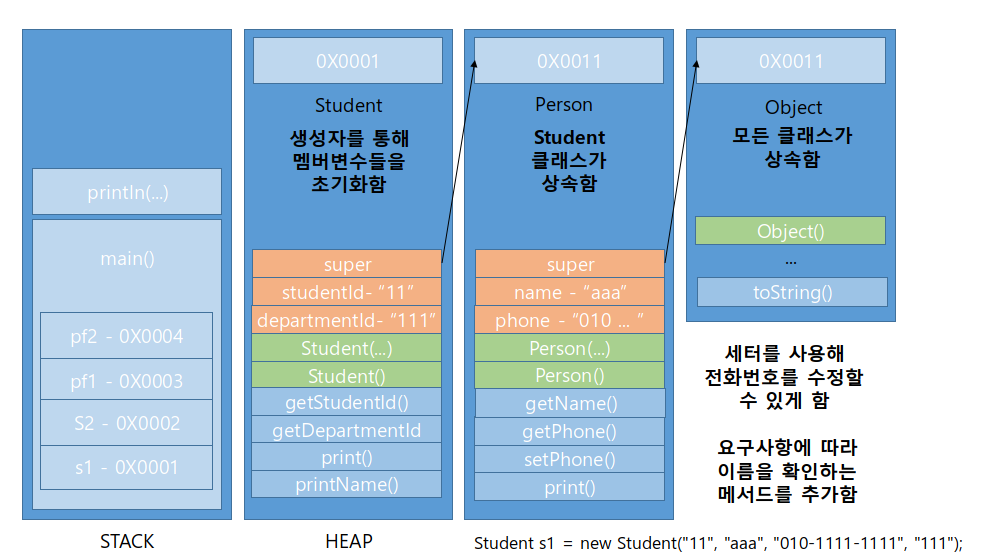 println(...)
main()
pf2 - 0X0004
pf1 - 0X0003
S2 - 0X0002
s1 - 0X0001
STACK
0X0001
Student
생성자를 통해
멤버변수들을
초기화함
super
studentId- "11"
departmentId- "111"
Student(...)
Student()
getStudentId()
getDepartmentId
print()
printName()
HEAP
0X0011
Person
Student
클래스가
상속함
super
name - "aaa"
phone - "010 ... "
Person(...)
Person()
getName()
getPhone()
setPhone()
print()
0X0011
Object
모든 클래스가
상속함
Object()
...
toString()
세터를 사용해
전화번호를 수정할
수 있게 함
요구사항에 따라
이름을 확인하는
메서드를 추가함
Student s1 = new Student("11", "aaa", "010-1111-1111", "111");